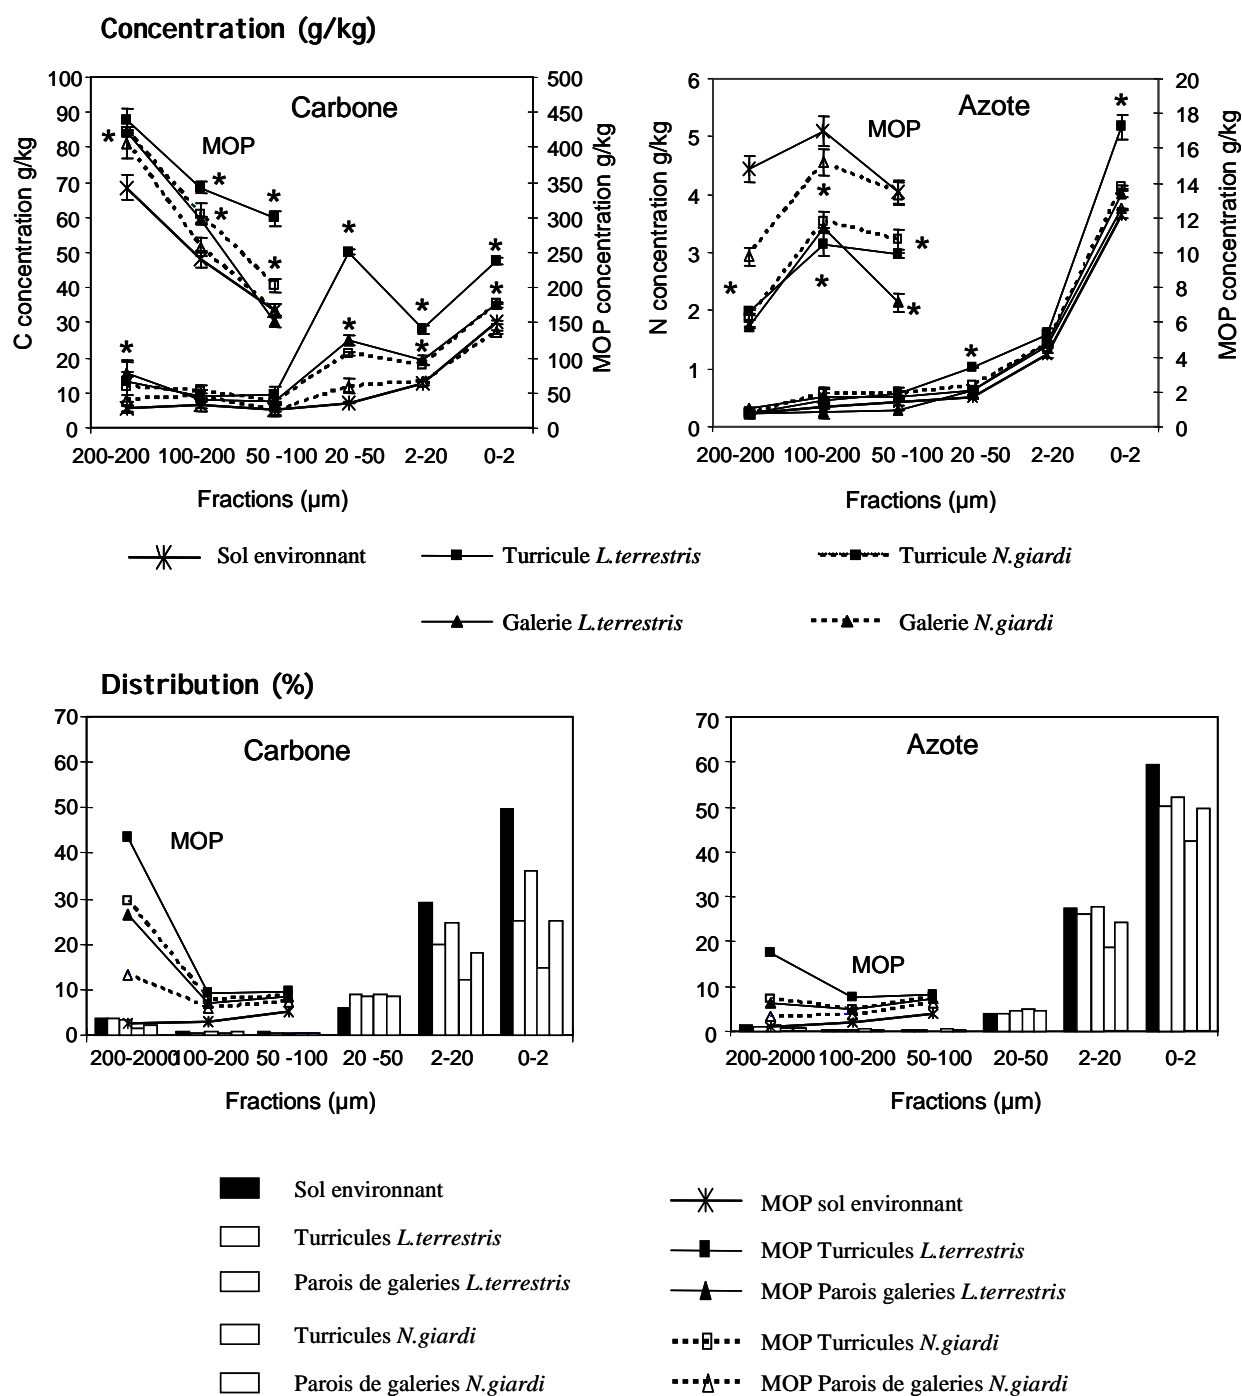 Concentration (g/kg)
Carbone
MOP
C concentration g/kg
100
90
80
70
60
50
40
30
20
10
0
500
450
400
350
300
250
200
150
100
50
0
MOP concentration g/kg
200-200 100-200 50 -100 20 -50 2-20 0-2
Fractions (µm)
Azote
MOP
N concentration g/kg
6
5
4
3
2
1
0
20
18
16
14
12
10
8
6
4
2
0
MOP concentration g/kg
200-200 100-200 50 -100 20 -50 2-20 0-2
Fractions (µm)
Sol environnant
Turricule L.terrestris
Turricule N.giardi
Galerie L.terrestris
Galerie N.giardi
Distribution (%)
Carbone
MOP
70
60
50
40
30
20
10
0
200-2000 100-200 50 -100 20 -50 2-20 0-2
Fractions (µm)
Azote
MOP
70
60
50
40
30
20
10
0
200-2000 100-200 50-100 20-50 2-20 0-2
Fractions (µm)
Sol environnant
Turricules L.terrestris
Parois de galeries L.terrestris
Turricules N.giardi
Parois de galeries N.giardi
MOP sol environnant
MOP Turricules L.terrestris
MOP Parois galeries L.terrestris
MOP Turricules N.giardi
MOP Parois de galeries N.giardi